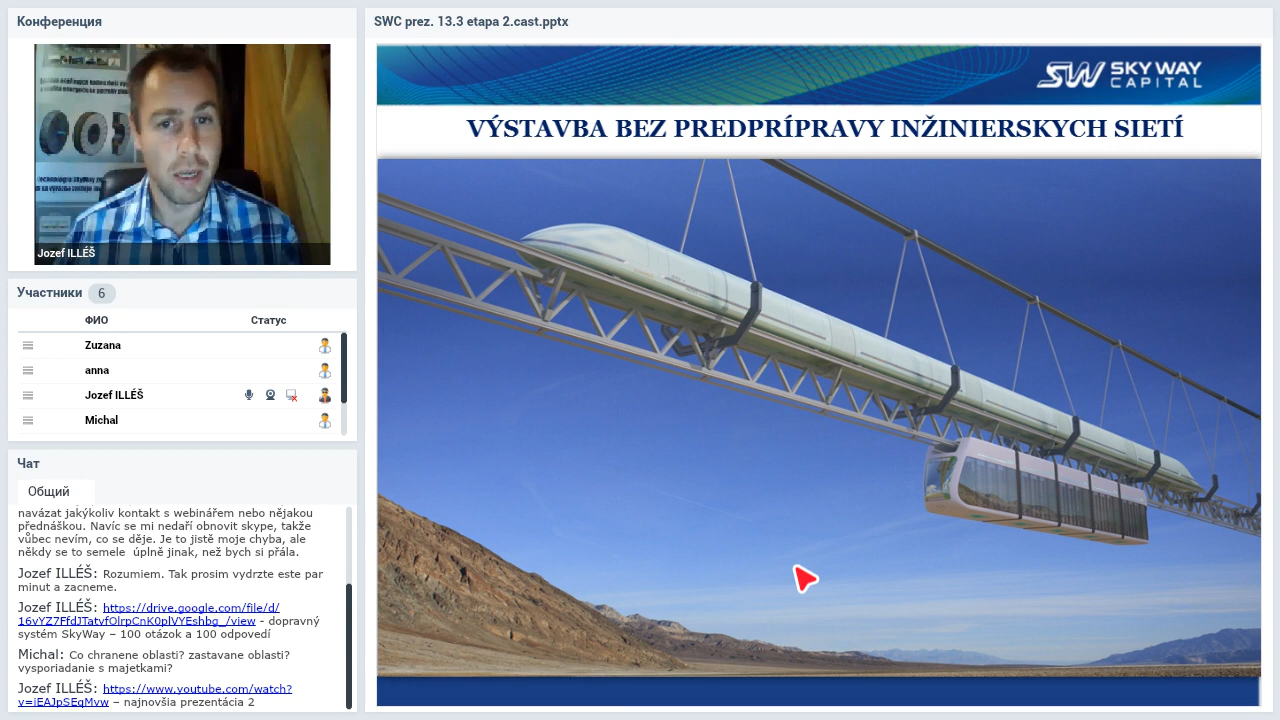 Конференция
Jozef ILLÉŠ
Участники 6
ФИО Статус
Zuzana
anna
Jozef ILLÉŠ
Michal
Чат
Общий
navázat jakýkoliv kontakt s webinářem nebo nějakou
přednáškou. Navíc se mi nedaří obnovit skype, takže
vůbec nevím, co se děje. Je to jistě moje chyba, ale
někdy se to semele úplně jinak, než bych si přála.
Jozef ILLÉŠ: Rozumiem. Tak prosim vydrzte este par
minut a zacneme.
Jozef ILLÉŠ: https://drive.google.com/file/d/
16vYZ7FfdJTatvfOlrpCnK0plVYEshbg_/view - dopravný
systém SkyWay – 100 otázok a 100 odpovedí
Michal: Co chranene oblasti? zastavane oblasti?
vysporiadanie s majetkami?
Jozef ILLÉŠ: https://www.youtube.com/watch?
v=iEAJpSEqMvw – najnovšia prezentácia 2
SWC prez. 13.3 etapa 2.cast.pptx
SW SKY WAY
CAPITAL
VÝSTAVBA BEZ PREDPRÍPRAVY INŽINIERSKYCH SIETÍ